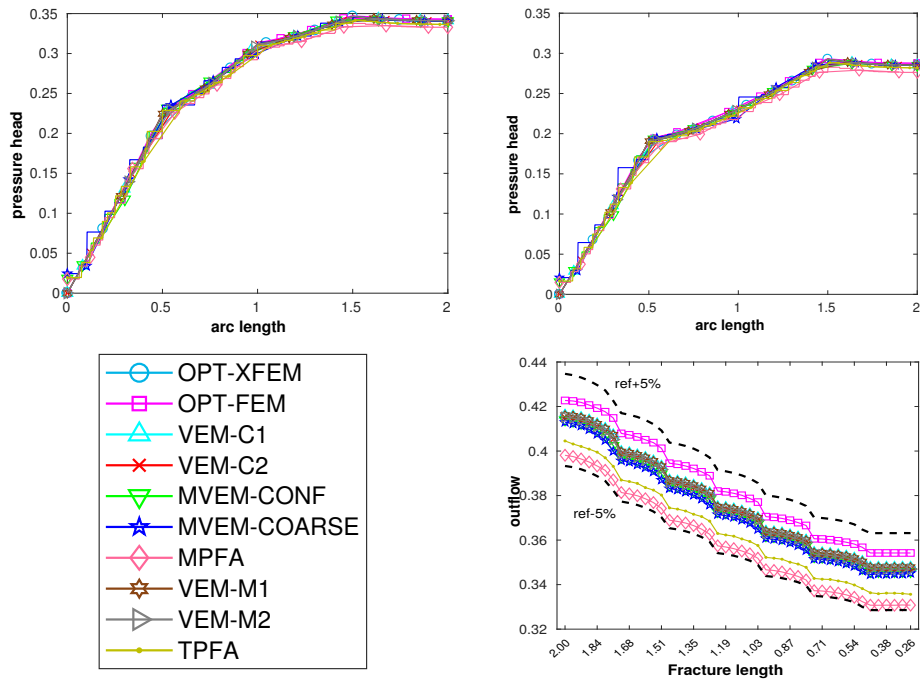 pressure head
0.35
0.3
0.25
0.2
0.15
0.1
0.05
0
0 0.5 1 1.5 2
arc length
pressure head
0.35
0.3
0.25
0.2
0.15
0.1
0.05
0
0 0.5 1 1.5 2
arc length
OPT-XFEM
OPT-FEM
VEM-C1
VEM-C2
MVEM-CONF
MVEM-COARSE
MPFA
VEM-M1
VEM-M2
TPFA
outflow
0.44
0.42
0.4
0.38
0.36
0.34
0.32
ref+5%
ref-5%
2.00 1.84 1.68 1.51 1.35 1.19 1.03 0.87 0.71 0.54 0.38 0.26
Fracture length